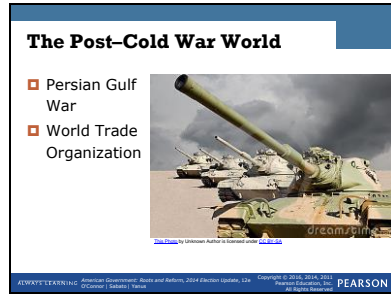 The Post–Cold War World
Persian Gulf
War
World Trade
Organization
dreamstime
This Photo by Unknown Author is licensed under CC BY-SA
ALWAYS LEARNING
American Government: Roots and Reform, 2014 Election Update, 12e
O'Connor | Sabato | Yanus
Copyright © 2016, 2014, 2011
Pearson Education, Inc.
All Rights Reserved
PEARSON